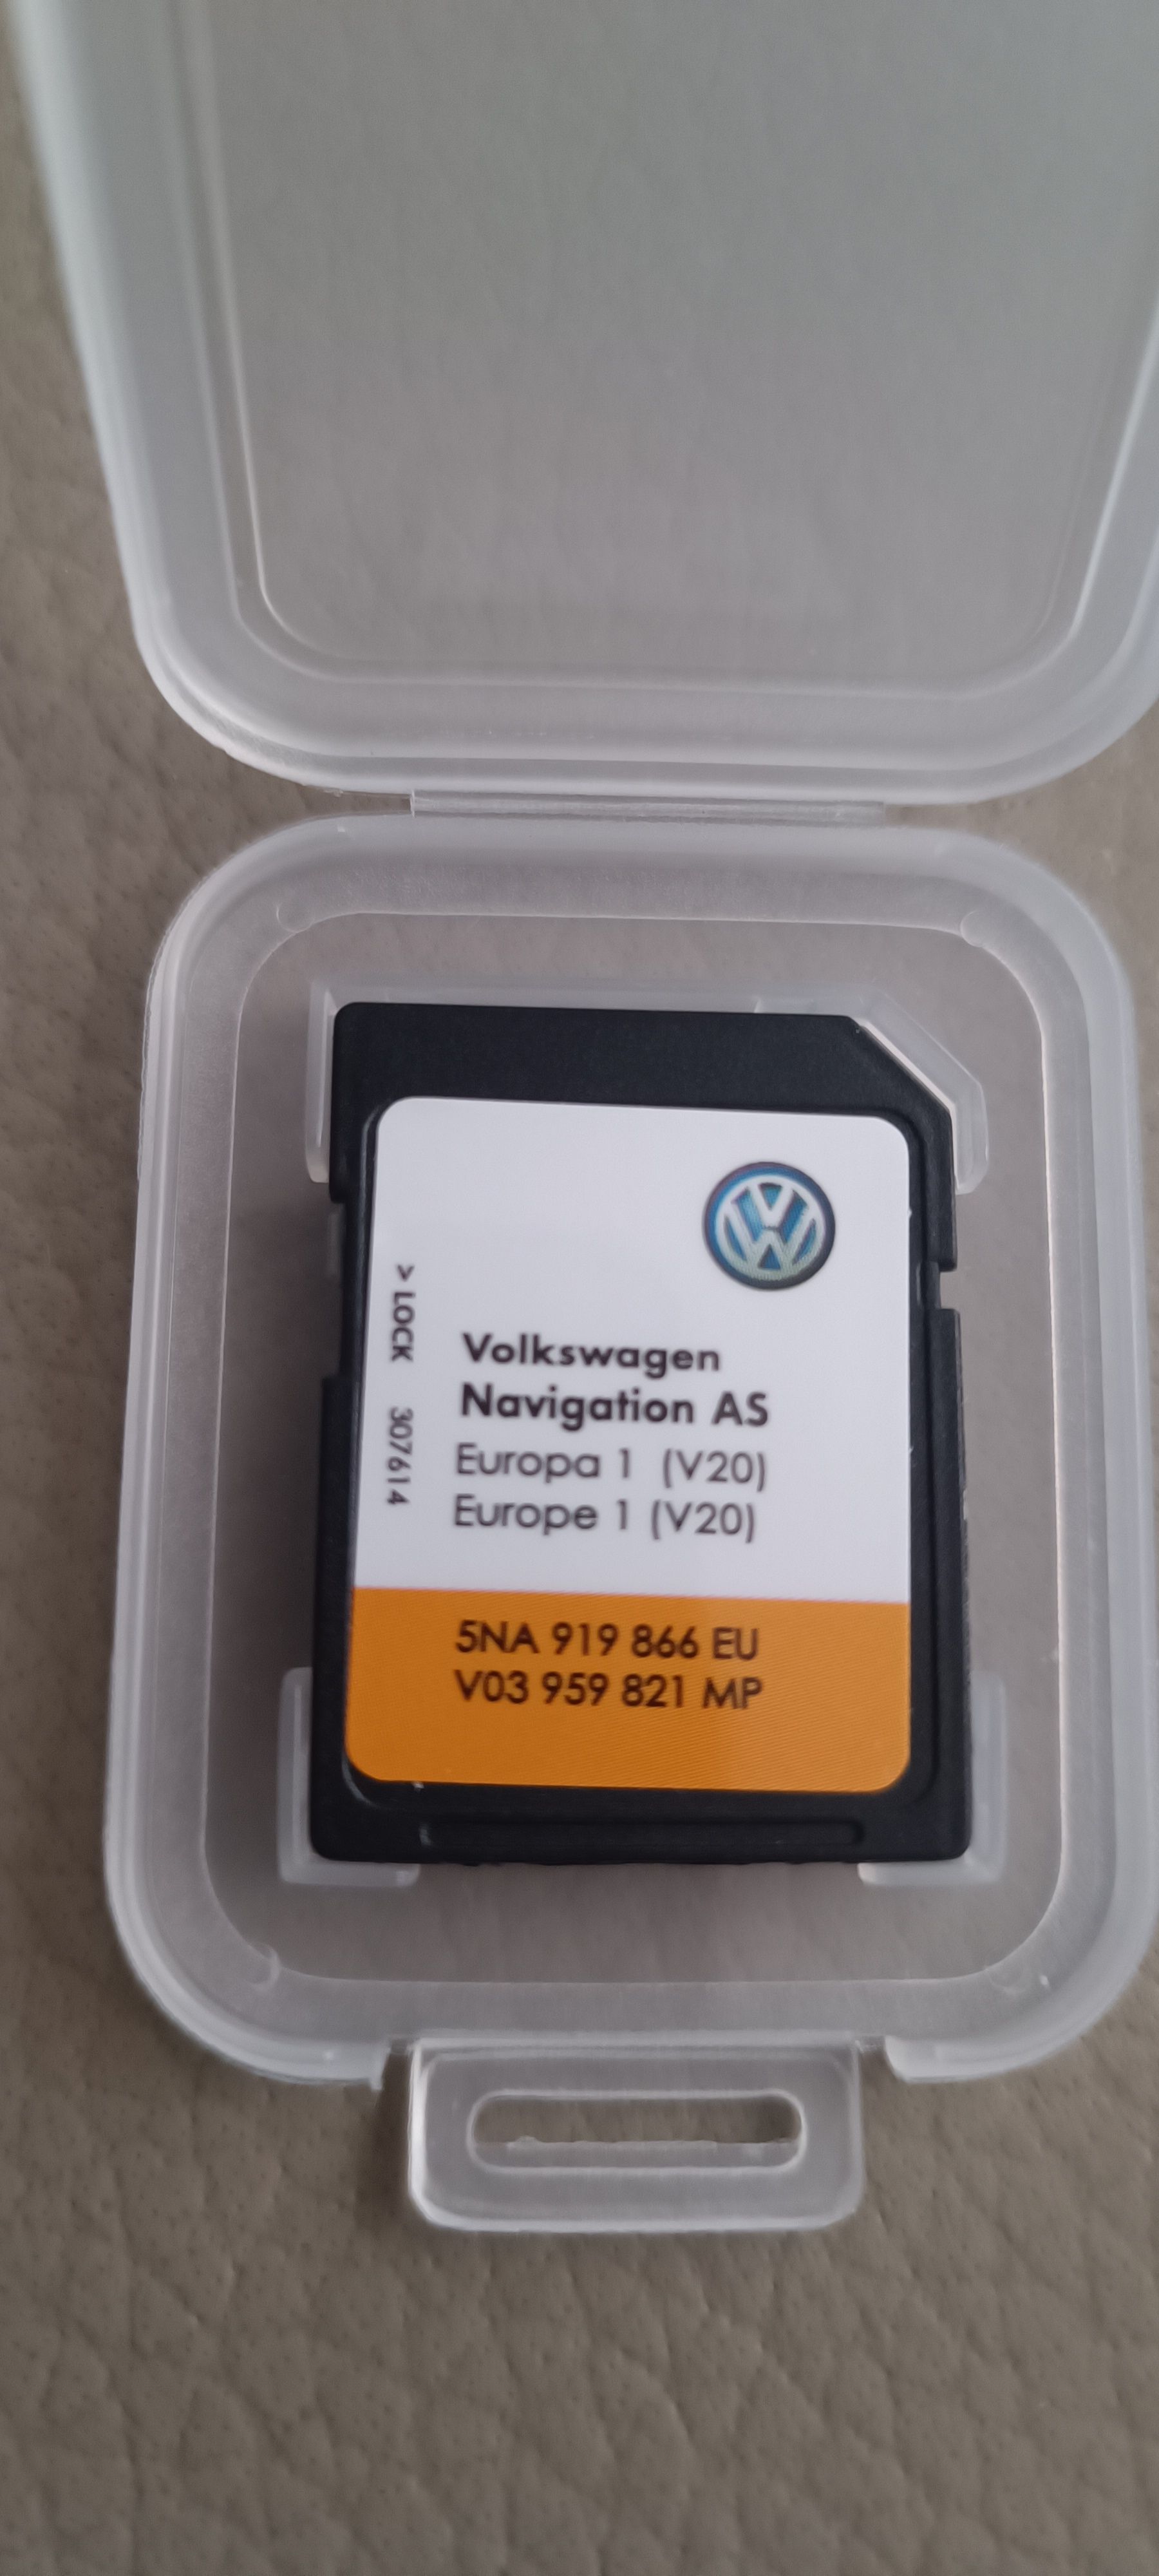 VW
> LOCK 307614
Volkswagen
Navigation AS
Europa 1 (V20)
Europe 1 (V20)
5NA 919 866 EU
V03 959 821 MP